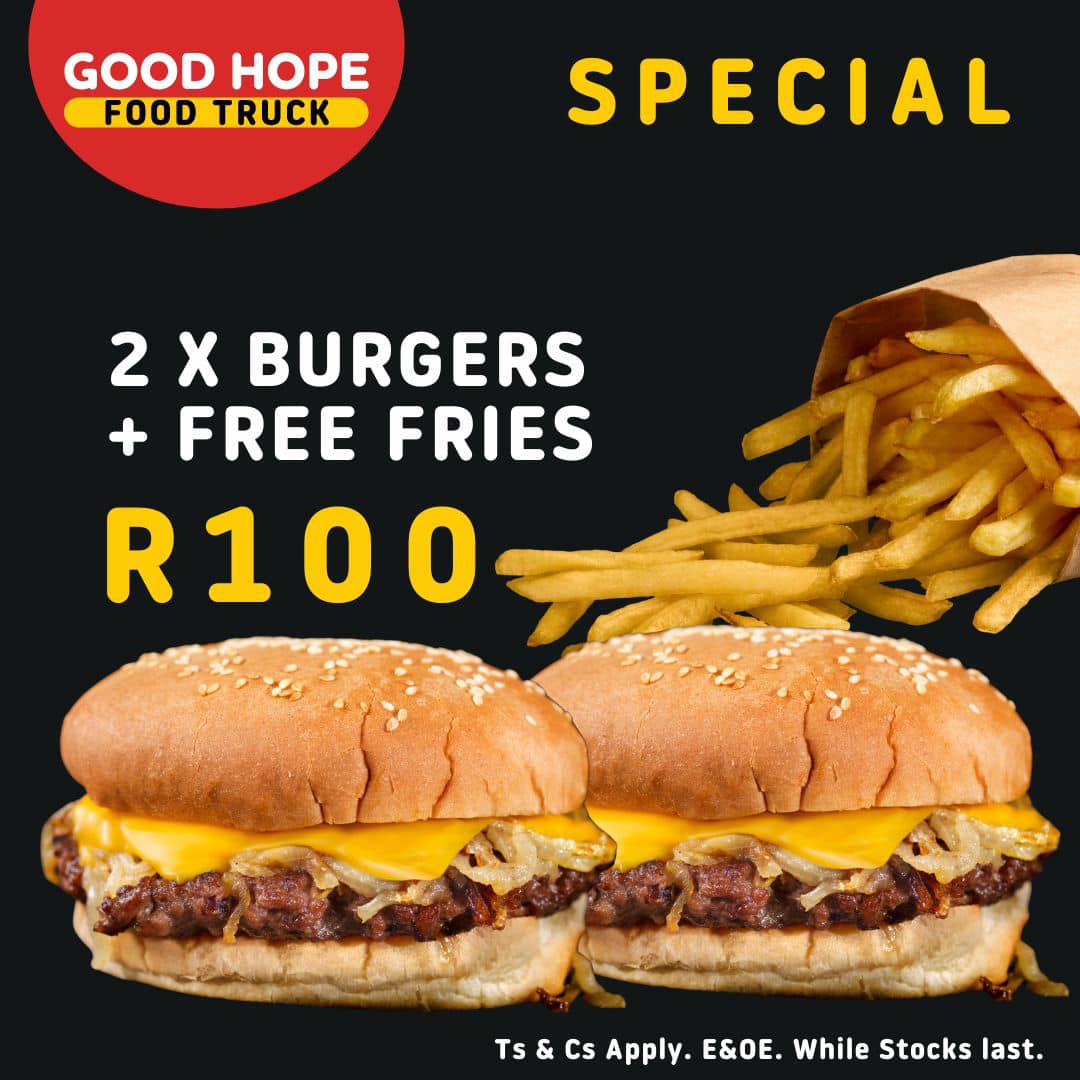 GOOD HOPE
FOOD TRUCK
SPECIAL
2 X BURGERS
+ FREE FRIES
R100
Ts & Cs Apply. E&OE. While Stocks last.